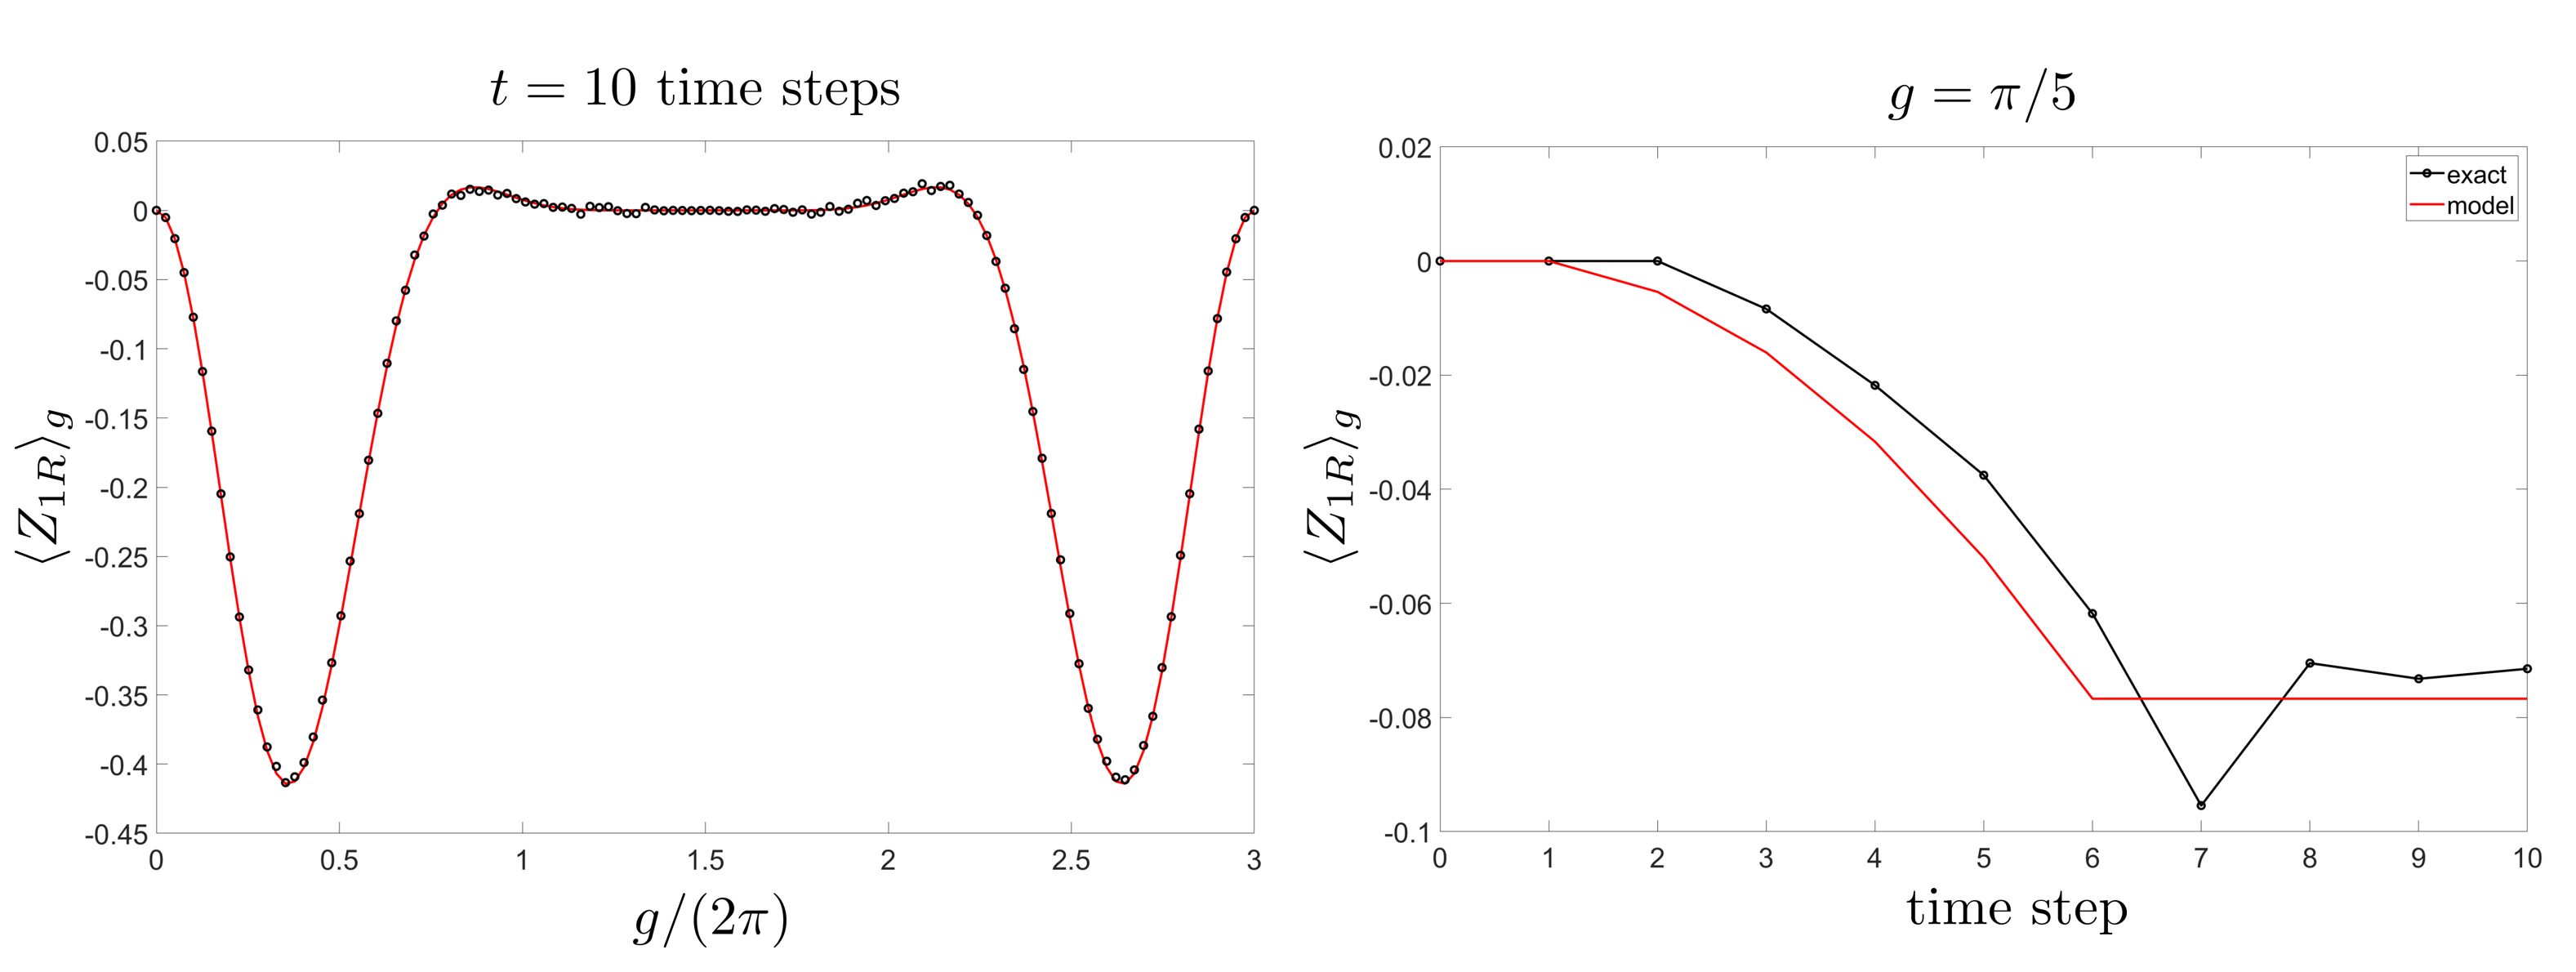 t = 10 time steps
0.05
0
-0.05
-0.1
-0.15
-0.2
-0.25
-0.3
-0.35
-0.4
-0.45
⟨Z₁R⟩g
0 0.5 1 1.5 2 2.5 3
g/(2π)
g = π/5
0.02
0
-0.02
-0.04
-0.06
-0.08
-0.1
⟨Z₁R⟩g
exact
model
0 1 2 3 4 5 6 7 8 9 10
time step